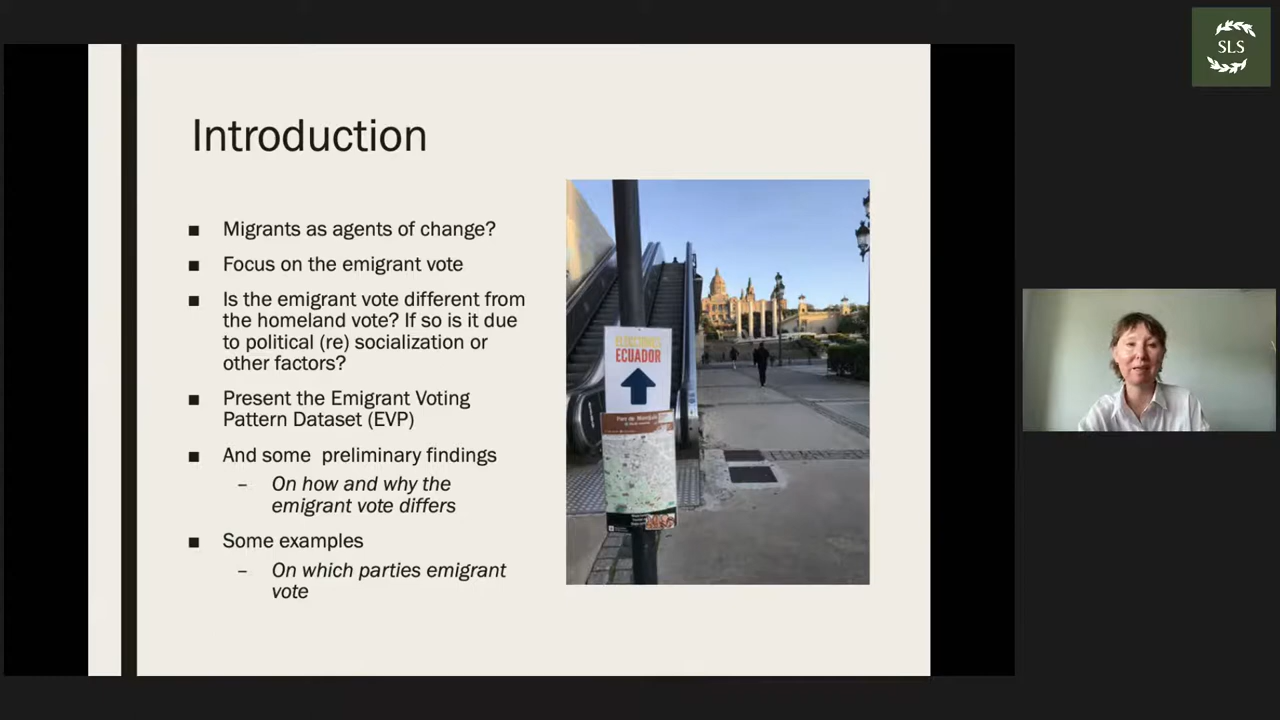 SLS
Introduction
Migrants as agents of change?
Focus on the emigrant vote
Is the emigrant vote different from
the homeland vote? If so is it due
to political (re) socialization or
other factors?
Present the Emigrant Voting
Pattern Dataset (EVP)
And some preliminary findings
– On how and why the
emigrant vote differs
Some examples
– On which parties emigrant
vote
ECUADOR